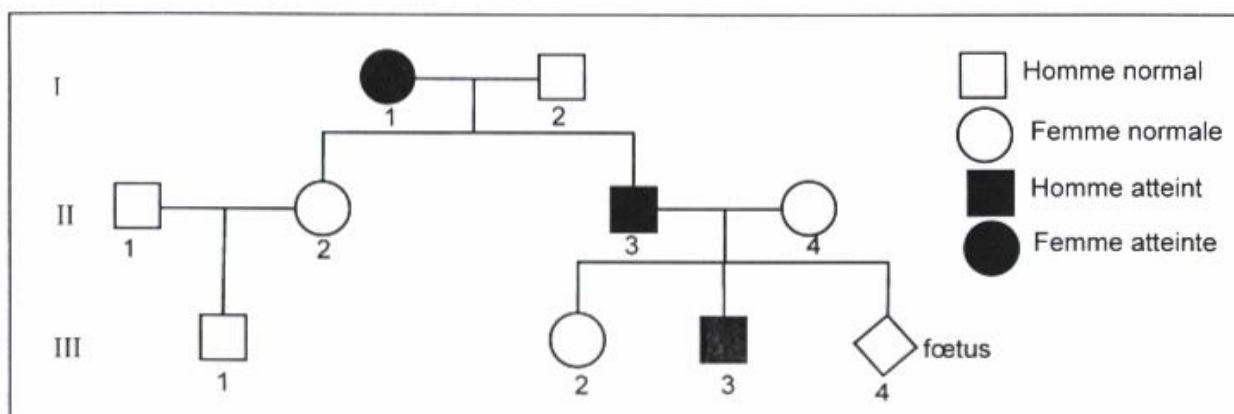 I
1
2
Homme normal
Femme normale
II
1
2
3
4
Homme atteint
Femme atteinte
III
1
2
3
4
fœtus